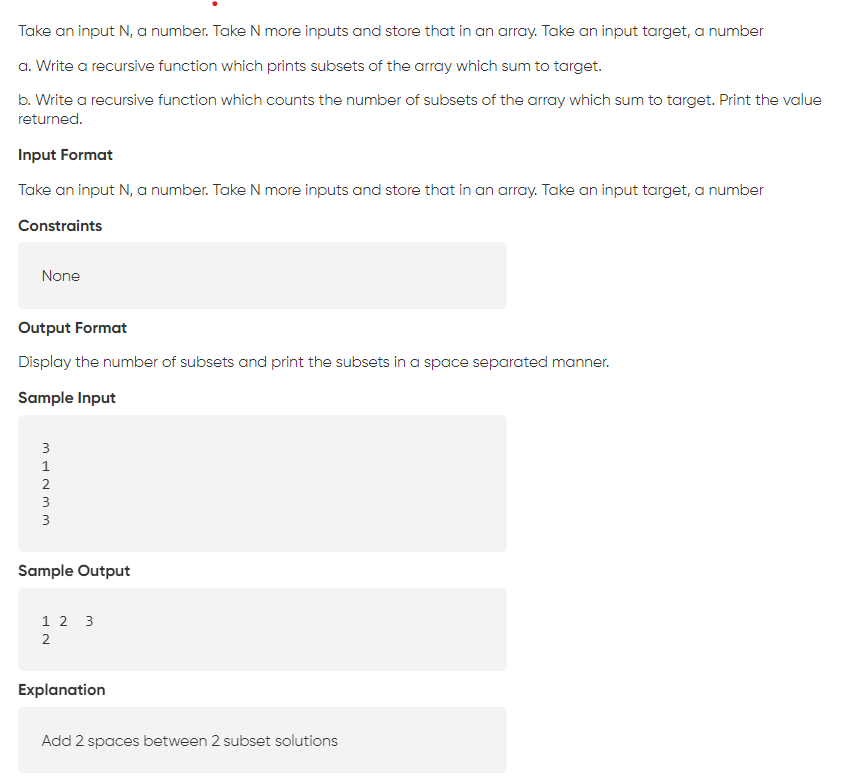 Take an input N, a number. Take N more inputs and store that in an array. Take an input target, a number
a. Write a recursive function which prints subsets of the array which sum to target.
b. Write a recursive function which counts the number of subsets of the array which sum to target. Print the value
returned.
Input Format
Take an input N, a number. Take N more inputs and store that in an array. Take an input target, a number
Constraints
None
Output Format
Display the number of subsets and print the subsets in a space separated manner.
Sample Input
3
1
2
3
3
Sample Output
1 2  3
2
Explanation
Add 2 spaces between 2 subset solutions